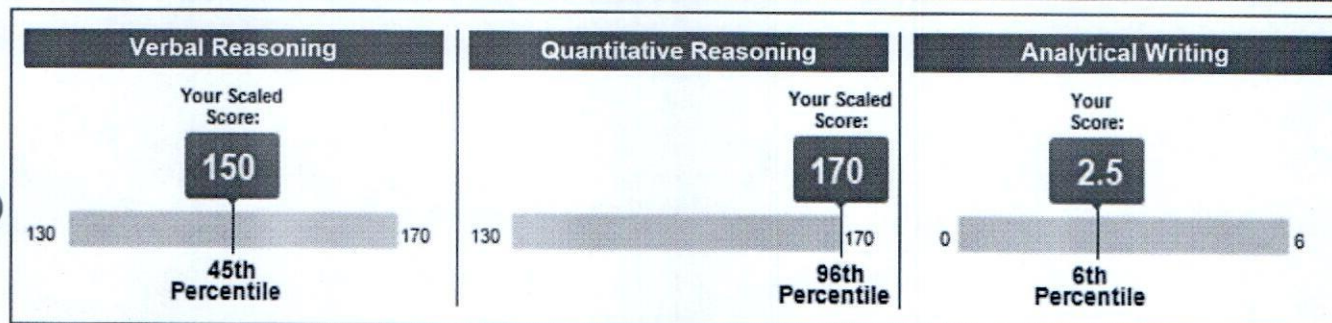 Verbal Reasoning
Your Scaled
Score:
150
130
170
45th
Percentile
Quantitative Reasoning
Your Scaled
Score:
170
130
170
96th
Percentile
Analytical Writing
Your
Score:
2.5
0
6
6th
Percentile